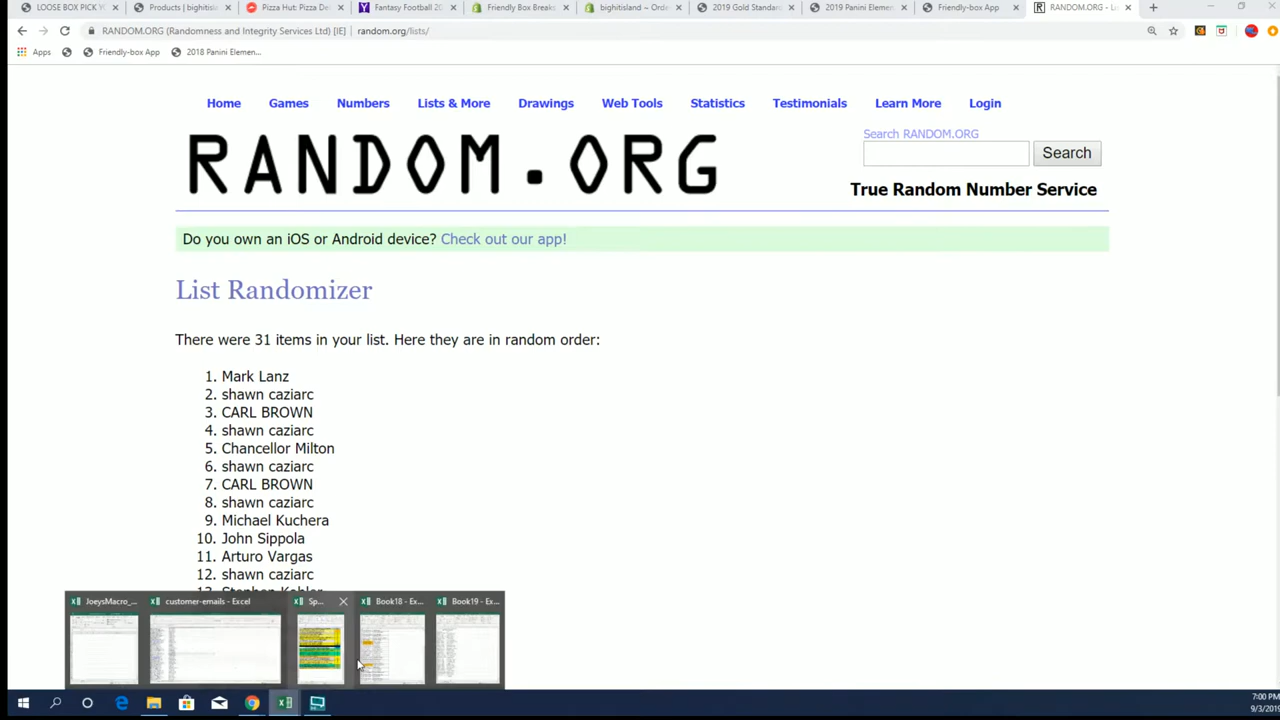 LOOSE BOX PICK Y
Products | bighitisl
Pizza Hut: Pizza De
Fantasy Football 20
Friendly Box Breaks
bighitisland ~ Orde
2019 Gold Standard
2019 Panini Elemen
Friendly-box App
RANDOM.ORG - Li
RANDOM.ORG (Randomness and Integrity Services Ltd) [IE] | random.org/lists/
Apps
Friendly-box App
2018 Panini Elemen...
Home Games Numbers Lists & More Drawings Web Tools Statistics Testimonials Learn More Login
RANDOM.ORG
Search RANDOM.ORG
Search
True Random Number Service
Do you own an iOS or Android device? Check out our app!
List Randomizer
There were 31 items in your list. Here they are in random order:
1. Mark Lanz
2. shawn caziarc
3. CARL BROWN
4. shawn caziarc
5. Chancellor Milton
6. shawn caziarc
7. CARL BROWN
8. shawn caziarc
9. Michael Kuchera
10. John Sippola
11. Arturo Vargas
12. shawn caziarc
JoeysMacro_...
customer-emails - Excel
Sp...
Book18 - Ex...
Book19 - Ex...
7:00 PM
9/3/2019